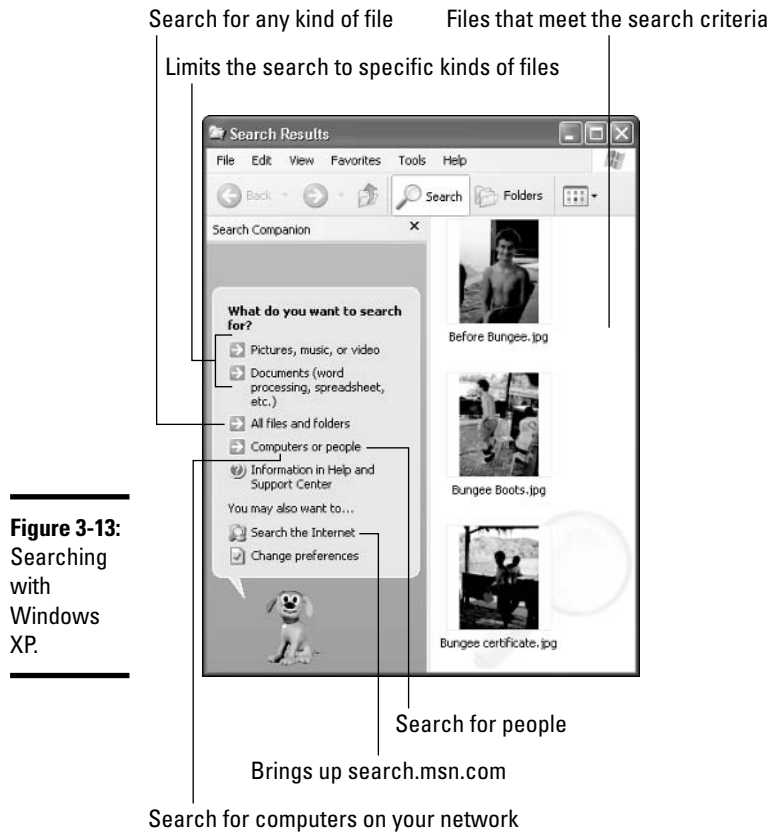 Search for any kind of file
Files that meet the search criteria
Limits the search to specific kinds of files
Search Results
File Edit View Favorites Tools Help
Back Search Folders
Search Companion
What do you want to search
for?
Pictures, music, or video
Documents (word
processing, spreadsheet,
etc.)
All files and folders
Computers or people
Information in Help and
Support Center
You may also want to...
Search the Internet
Change preferences
Before Bungee.jpg
Bungee Boots.jpg
Bungee certificate.jpg
Figure 3-13:
Searching
with
Windows
XP.
Search for people
Brings up search.msn.com
Search for computers on your network